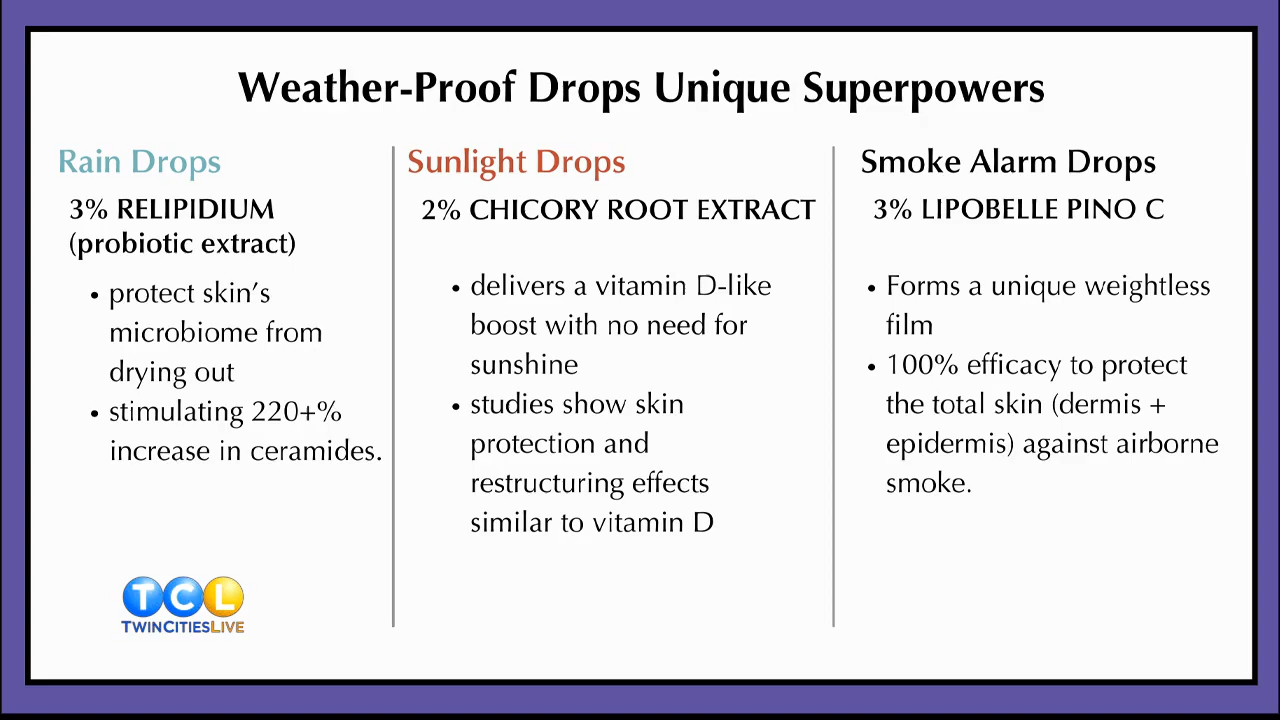 Weather-Proof Drops Unique Superpowers
Rain Drops
3% RELIPIDIUM
(probiotic extract)
• protect skin's
microbiome from
drying out
• stimulating 220+%
increase in ceramides.
Sunlight Drops
2% CHICORY ROOT EXTRACT
• delivers a vitamin D-like
boost with no need for
sunshine
• studies show skin
protection and
restructuring effects
similar to vitamin D
Smoke Alarm Drops
3% LIPOBELLE PINO C
• Forms a unique weightless
film
• 100% efficacy to protect
the total skin (dermis +
epidermis) against airborne
smoke.
TCL
TWINCITIESLIVE